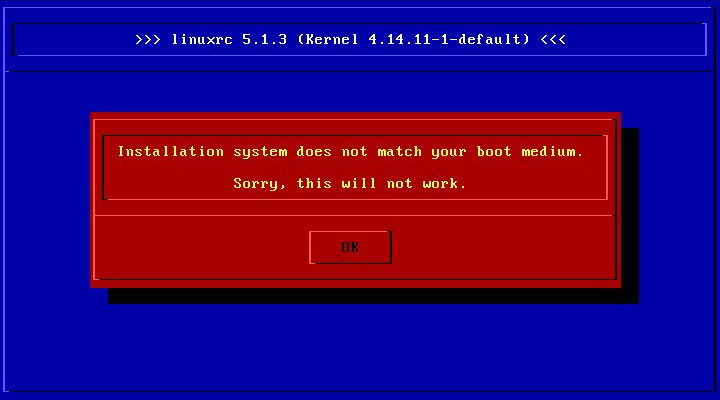 >>> linuxrc 5.1.3 (Kernel 4.14.11-1-default) <<<
Installation system does not match your boot medium.
Sorry, this will not work.
OK